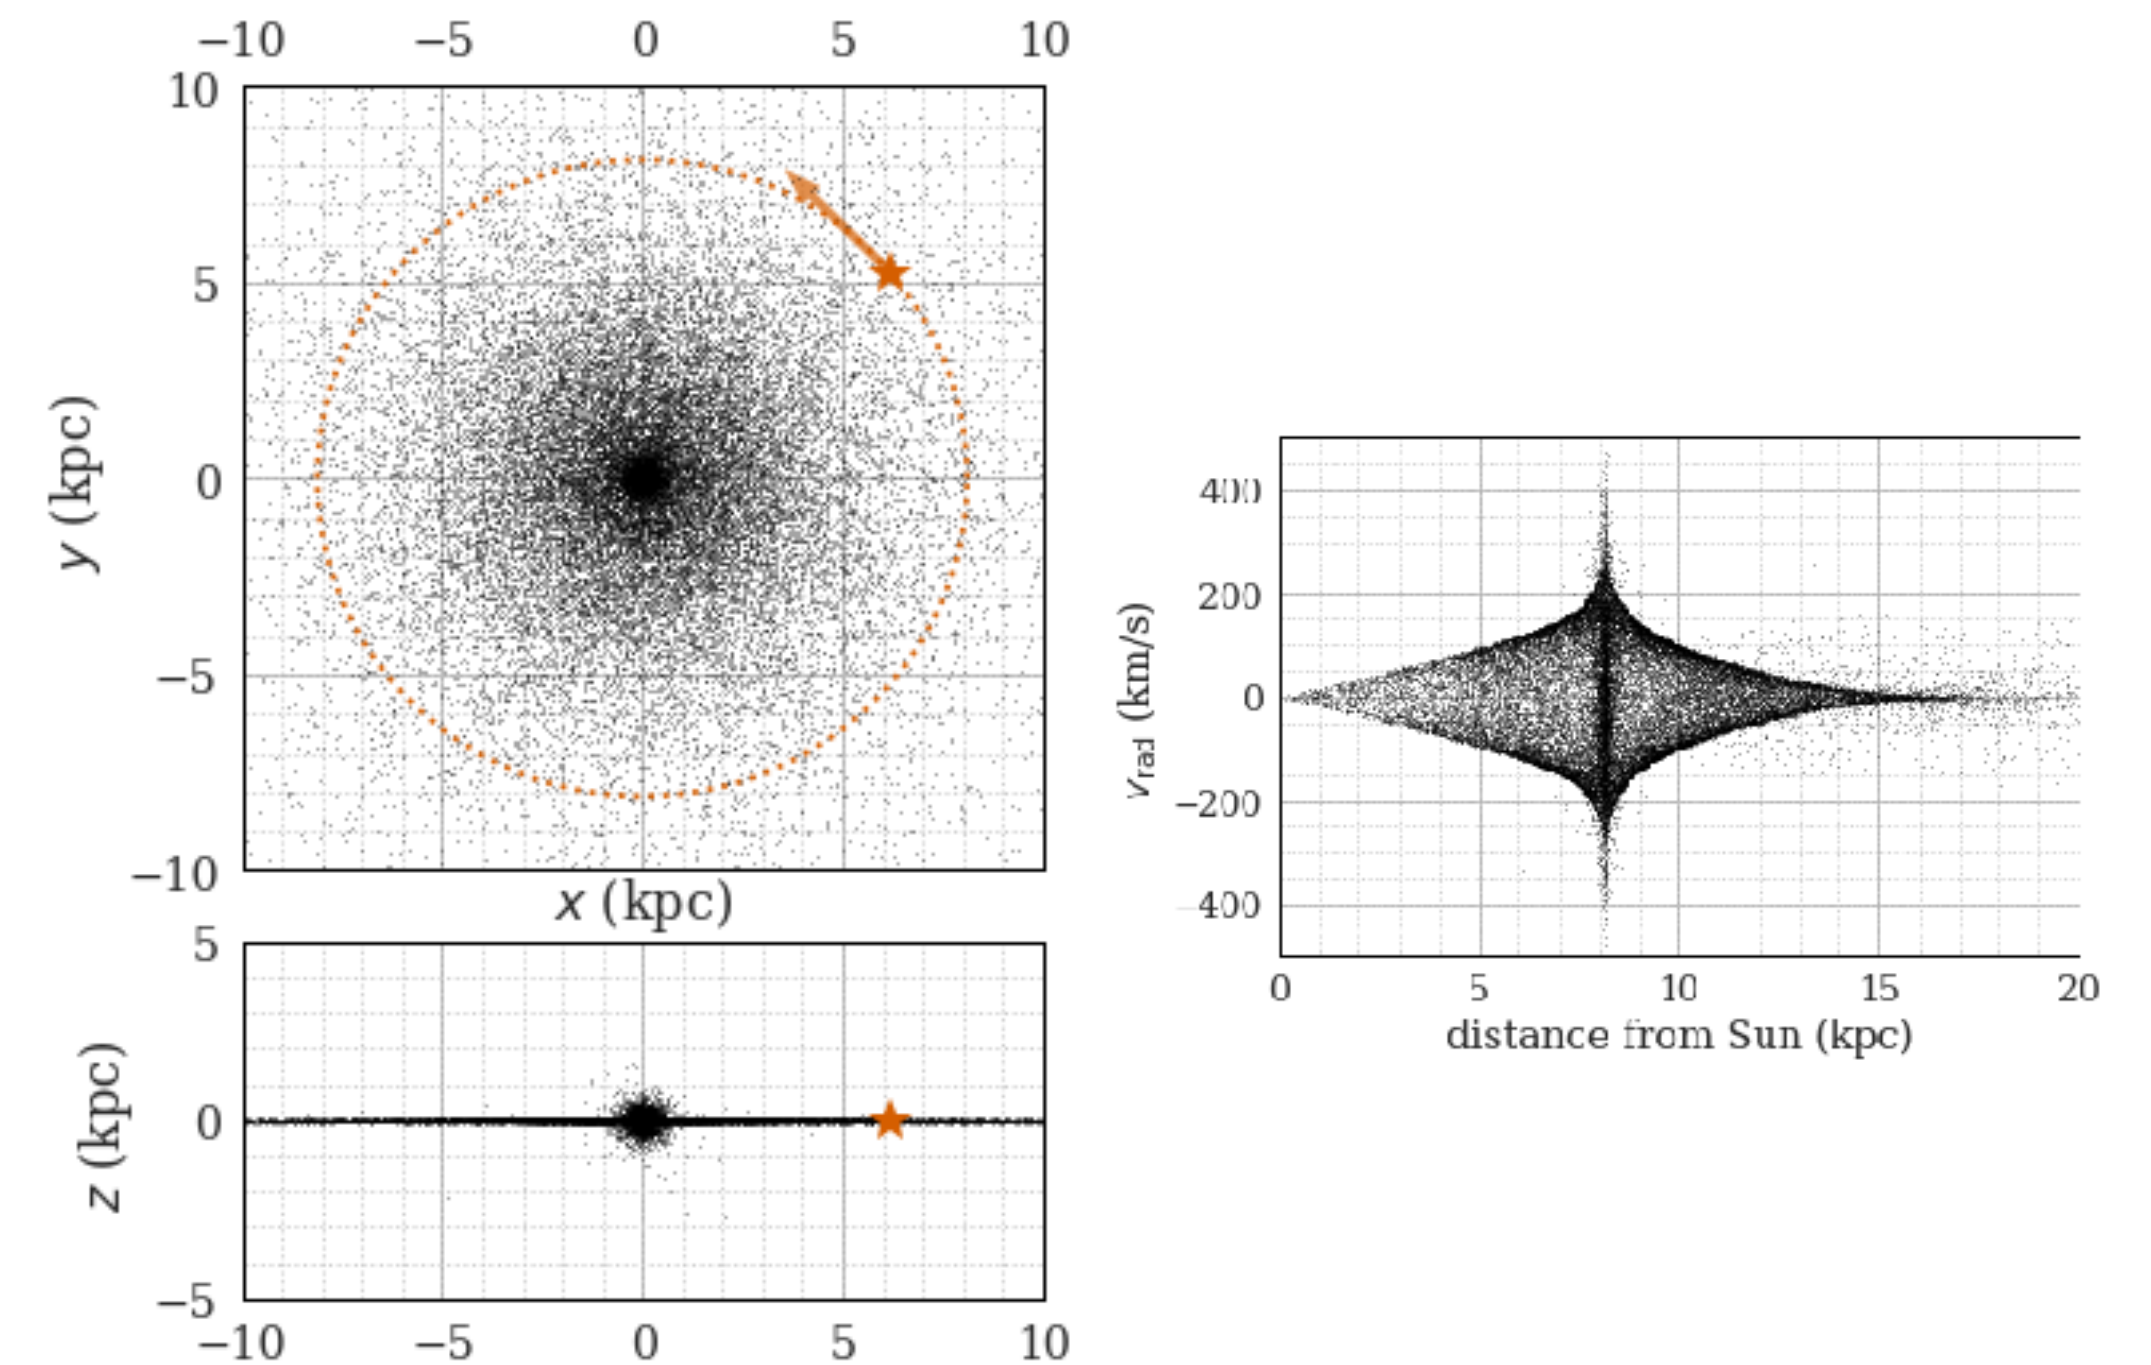 −10 −5 0 5 10
10
5
0
−5
−10
y (kpc)
x (kpc)
5
0
−5
z (kpc)
−10 −5 0 5 10
400
200
0
−200
−400
v_rad (km/s)
0 5 10 15 20
distance from Sun (kpc)